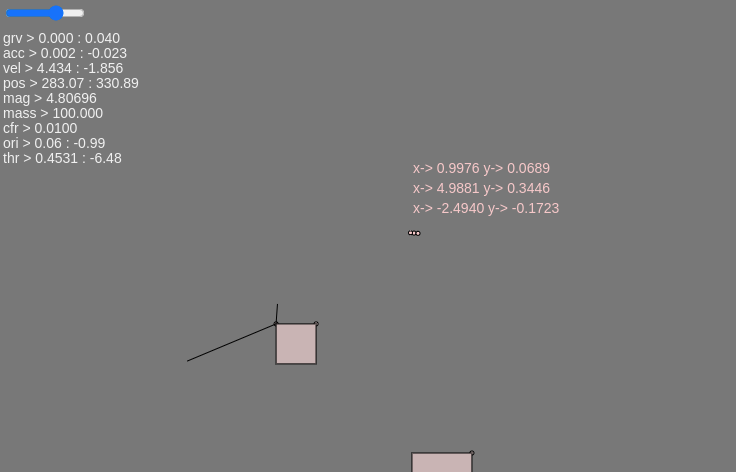 grv > 0.000 : 0.040
acc > 0.002 : -0.023
vel > 4.434 : -1.856
pos > 283.07 : 330.89
mag > 4.80696
mass > 100.000
cfr > 0.0100
ori > 0.06 : -0.99
thr > 0.4531 : -6.48
x-> 0.9976 y-> 0.0689
x-> 4.9881 y-> 0.3446
x-> -2.4940 y-> -0.1723